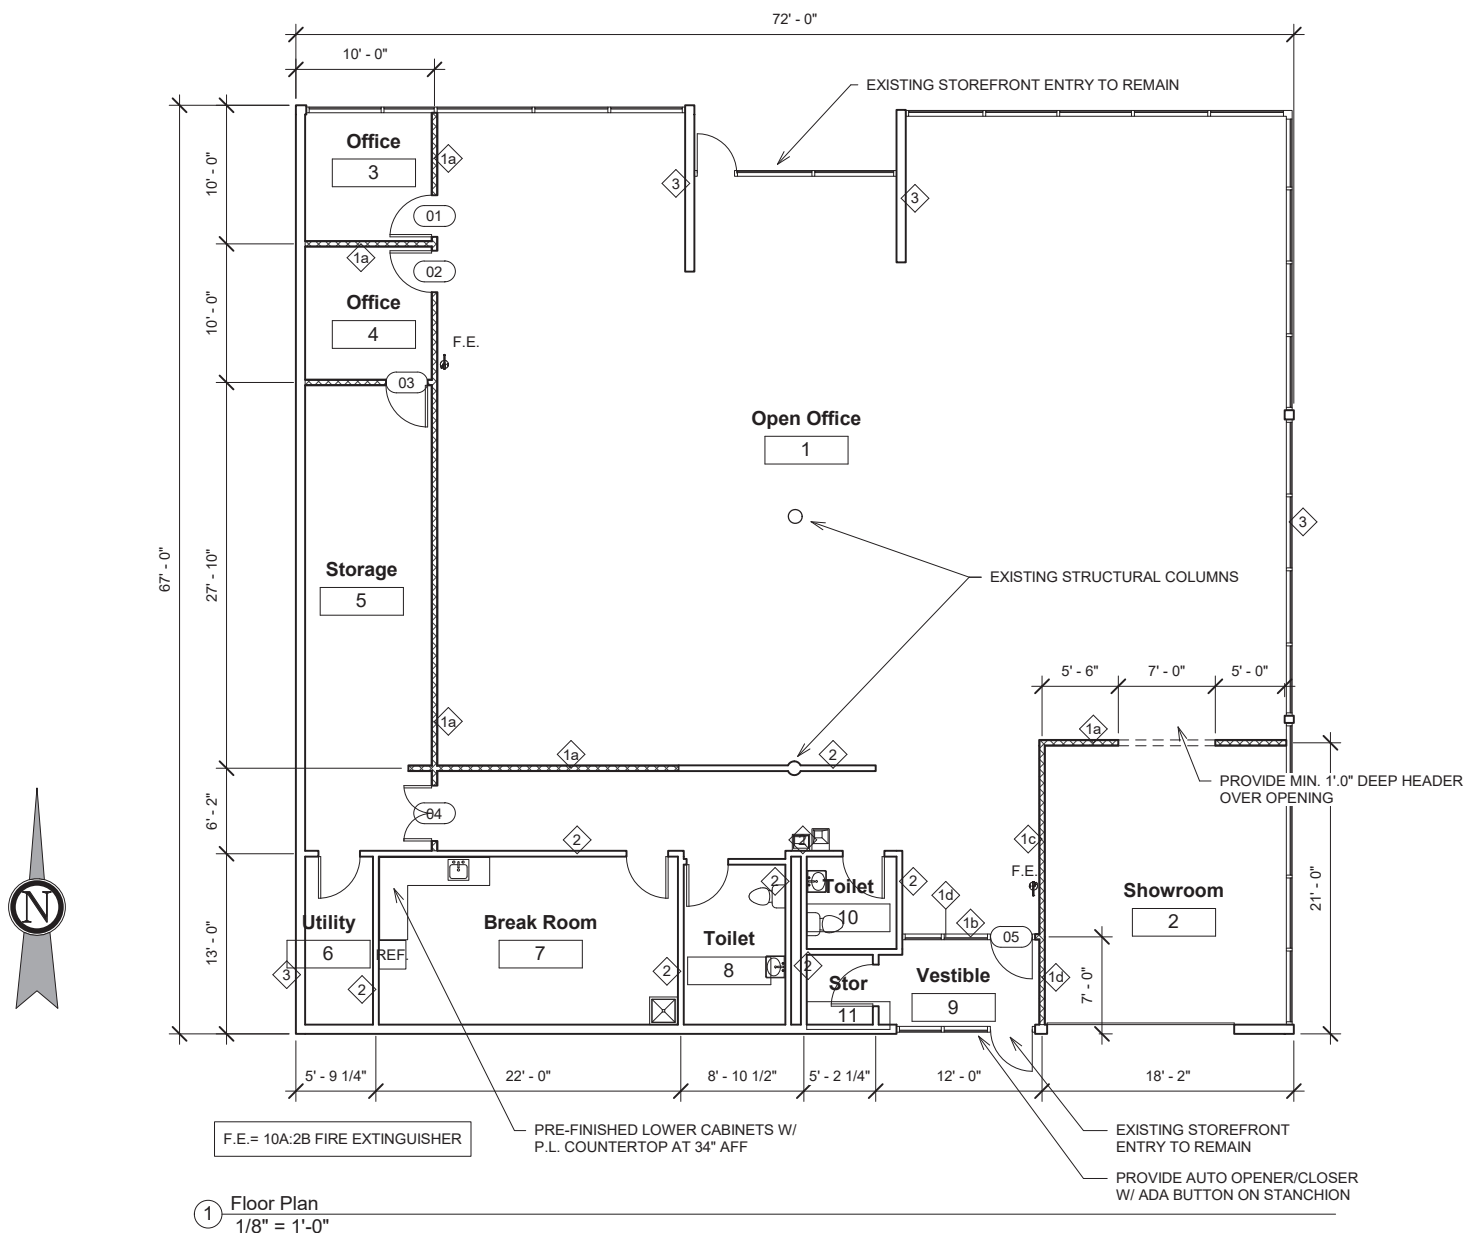 72' - 0"
10' - 0"
EXISTING STOREFRONT ENTRY TO REMAIN
Office
3
1a
10' - 0"
3
3
01
1a
02
Office
4
10' - 0"
F.E.
03
Open Office
1
3
EXISTING STRUCTURAL COLUMNS
67' - 0"
27' - 10"
Storage
5
5' - 6"
7' - 0"
5' - 0"
1a
1a
1a
2
PROVIDE MIN. 1'.0" DEEP HEADER
OVER OPENING
6' - 2"
04
2
2
1c
F.E.
N
13' - 0"
Utility
6
3
2
REF.
Break Room
7
2
Toilet
8
2
2
Toilet
10
2
1d
1b
05
Stor
11
Vestible
9
1d
7' - 0"
Showroom
2
21' - 0"
5' - 9 1/4"
22' - 0"
8' - 10 1/2"
5' - 2 1/4"
12' - 0"
18' - 2"
F.E.= 10A:2B FIRE EXTINGUISHER
PRE-FINISHED LOWER CABINETS W/
P.L. COUNTERTOP AT 34" AFF
EXISTING STOREFRONT
ENTRY TO REMAIN
PROVIDE AUTO OPENER/CLOSER
W/ ADA BUTTON ON STANCHION
1
Floor Plan
1/8" = 1'-0"